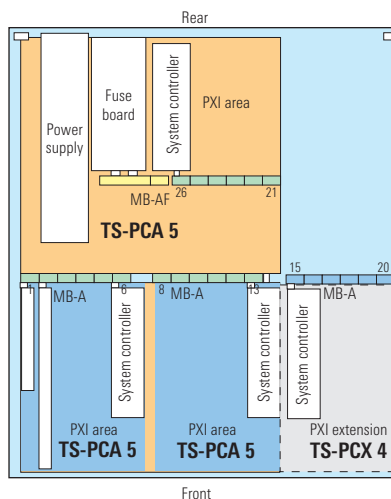 Rear
Power supply
Fuse board
System controller
PXI area
26
21
MB-AF
TS-PCA 5
1
6
8
13
15
20
MB-A
MB-A
MB-A
System controller
System controller
System controller
PXI area
PXI area
PXI extension
TS-PCA 5
TS-PCA 5
TS-PCX 4
Front